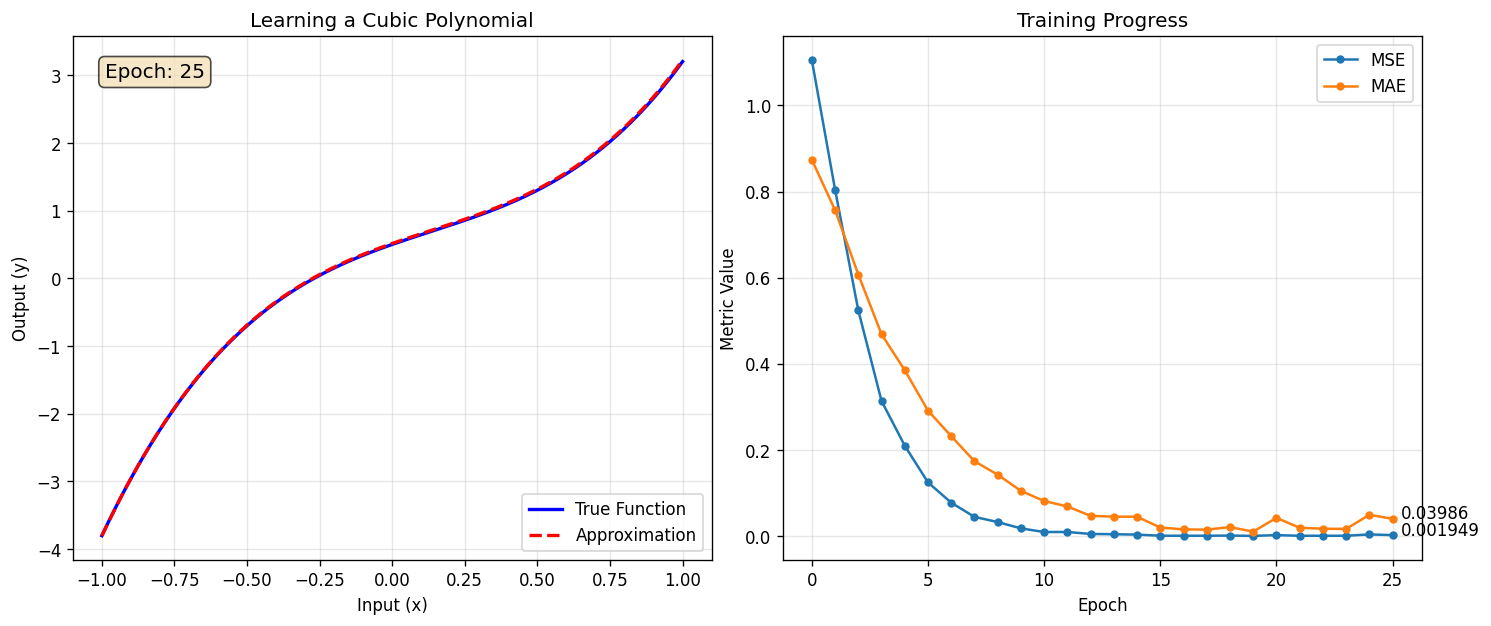 Learning a Cubic Polynomial
Epoch: 25
3
2
1
0
−1
−2
−3
−4
Output (y)
True Function
Approximation
−1.00 −0.75 −0.50 −0.25 0.00 0.25 0.50 0.75 1.00
Input (x)
Training Progress
MSE
MAE
1.0
0.8
0.6
0.4
0.2
0.0
Metric Value
0.03986
0.001949
0 5 10 15 20 25
Epoch